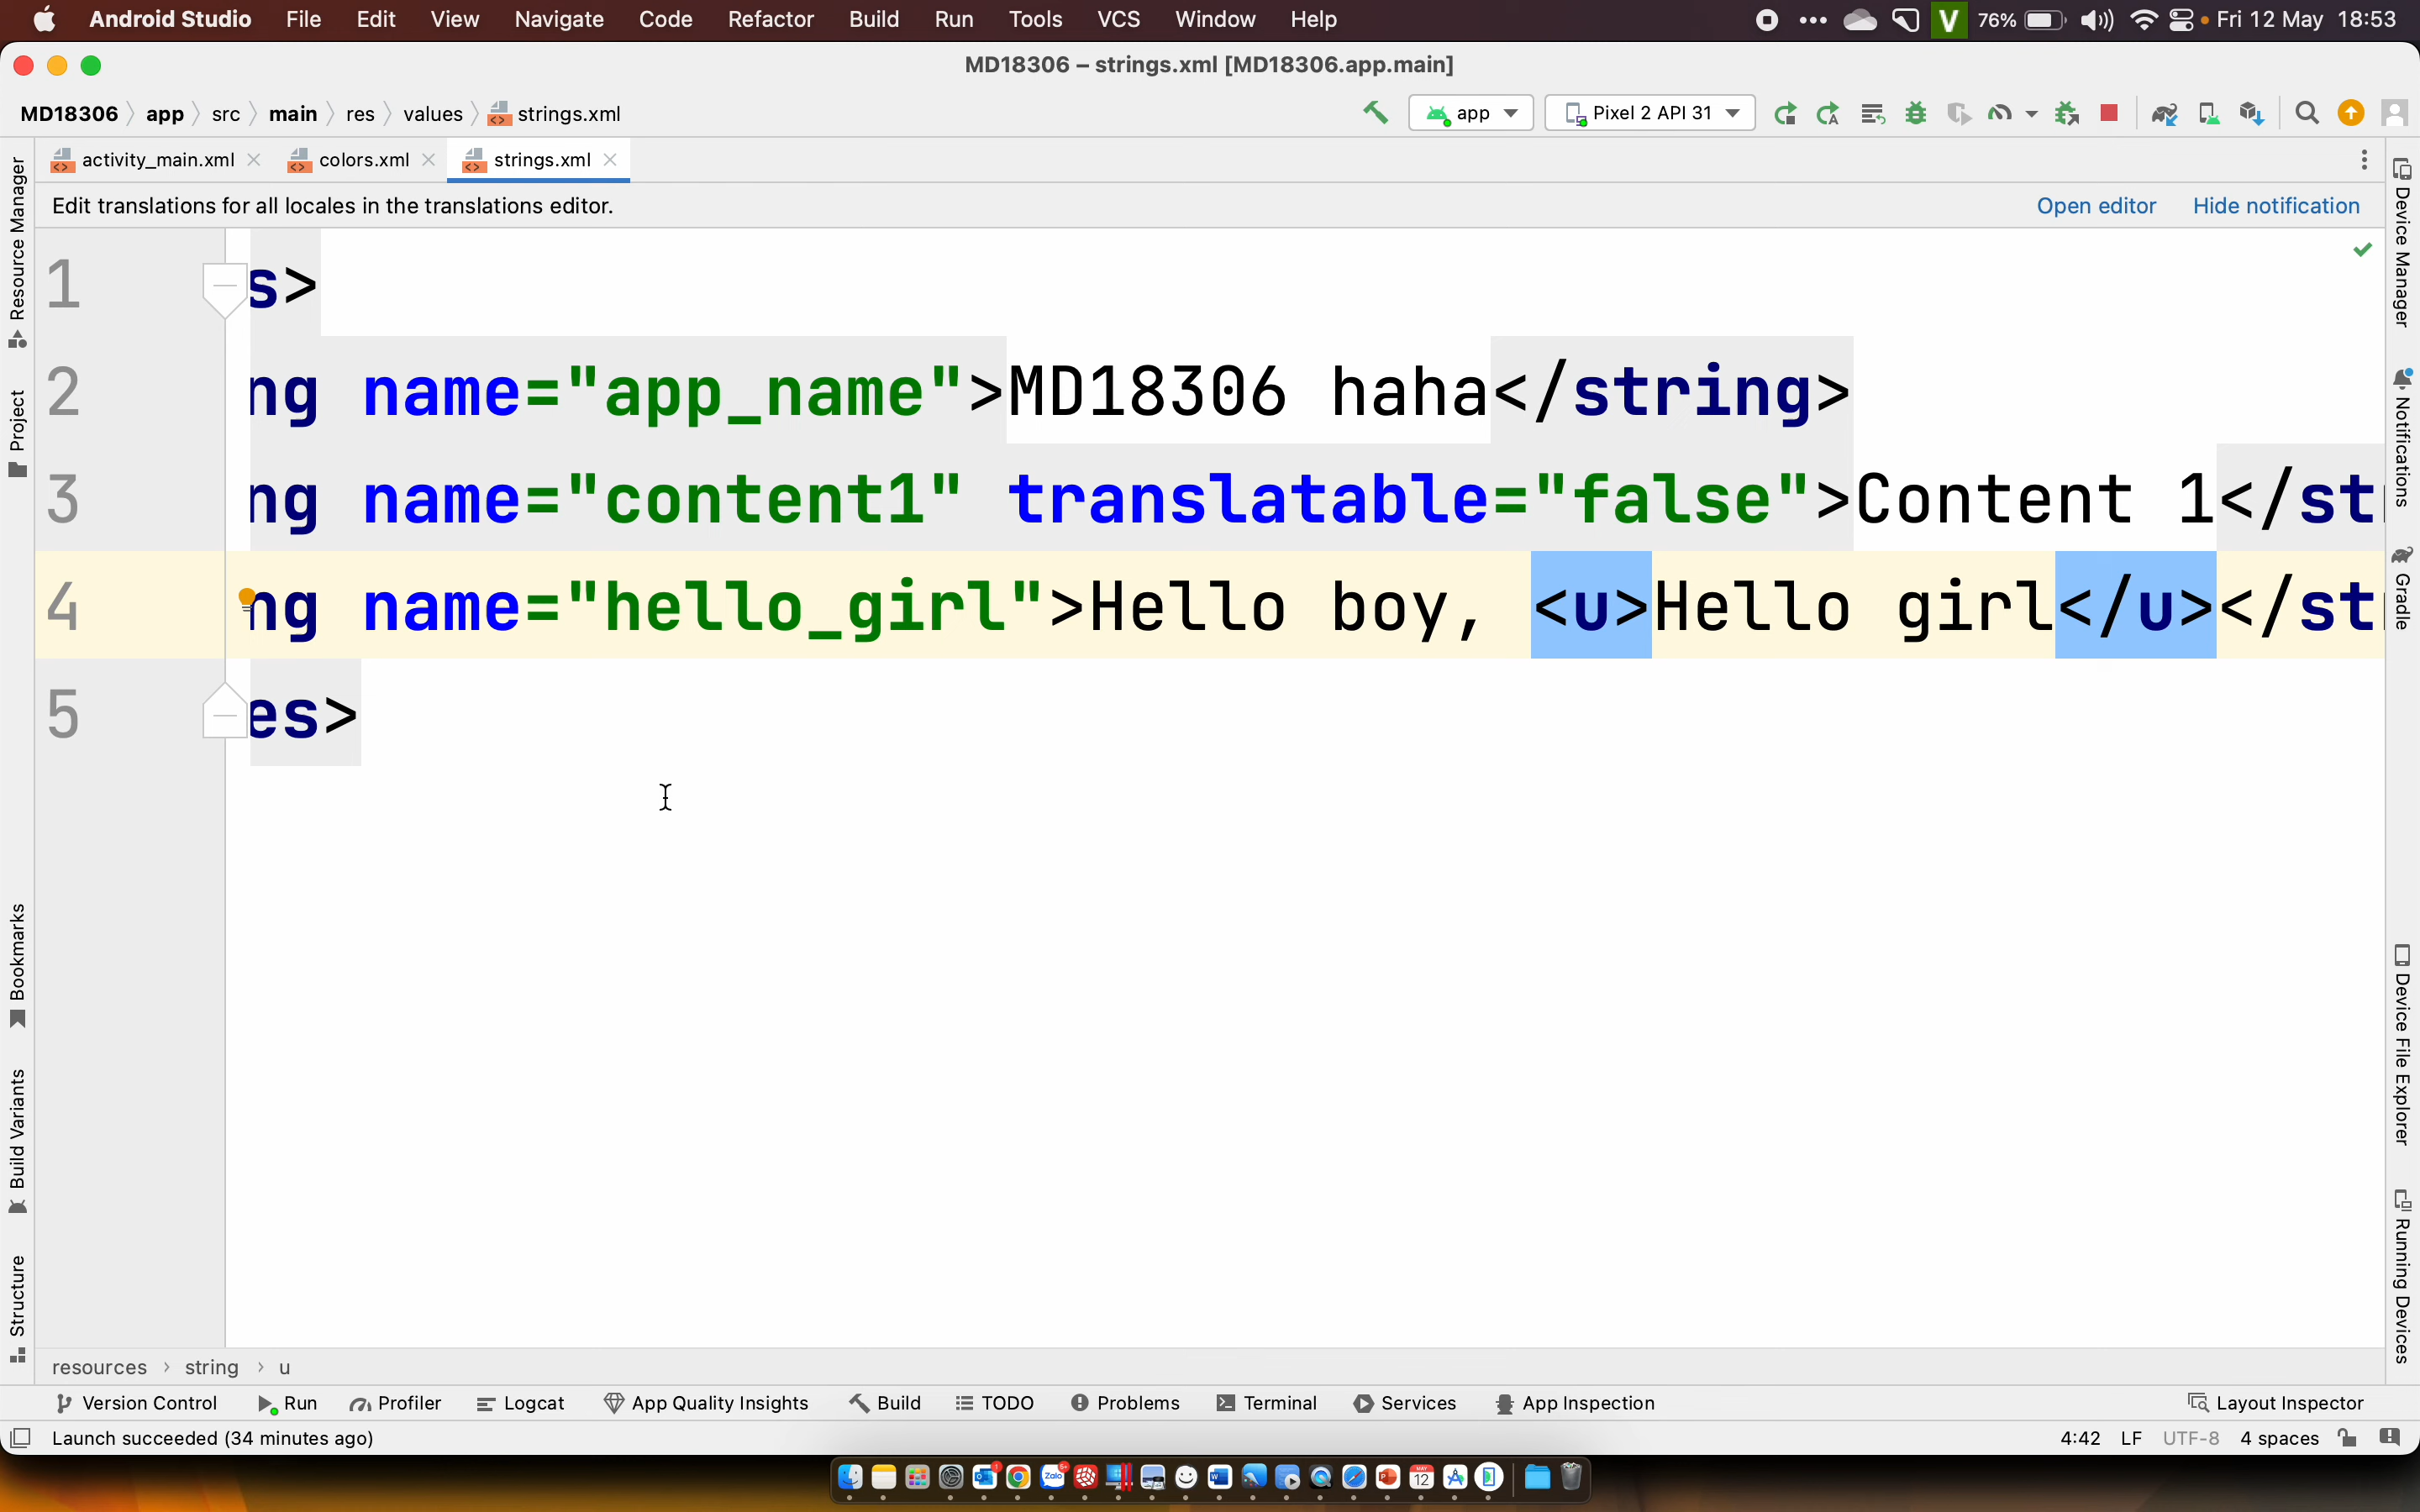 Android Studio File Edit View Navigate Code Refactor Build Run Tools VCS Window Help V 76% Fri 12 May 18:53
MD18306 – strings.xml [MD18306.app.main]
MD18306 app src main res values strings.xml app Pixel 2 API 31
activity_main.xml colors.xml strings.xml
Edit translations for all locales in the translations editor. Open editor Hide notification
1 s>
2 ng name="app_name">MD18306 haha</string>
3 ng name="content1" translatable="false">Content 1</st
4 ng name="hello_girl">Hello boy, <u>Hello girl</u></st
5 es>
Resource Manager
Project
Bookmarks
Build Variants
Structure
Device Manager
Notifications
Gradle
Device File Explorer
Running Devices
resources › string › u
Version Control Run Profiler Logcat App Quality Insights Build TODO Problems Terminal Services App Inspection Layout Inspector
Launch succeeded (34 minutes ago) 4:42 LF UTF-8 4 spaces
Zalo 12